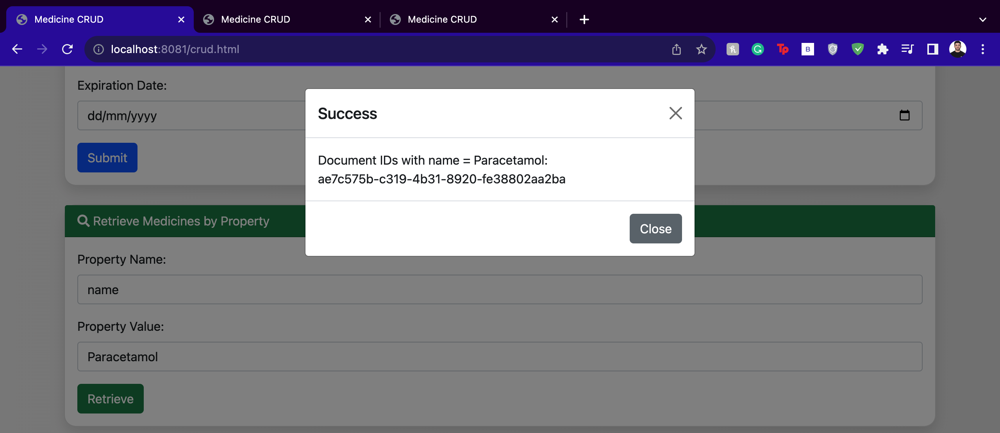 Medicine CRUD
Medicine CRUD
Medicine CRUD
localhost:8081/crud.html
Tp
B
Expiration Date:
dd/mm/yyyy
Submit
Success
Document IDs with name = Paracetamol:
ae7c575b-c319-4b31-8920-fe38802aa2ba
Close
Retrieve Medicines by Property
Property Name:
name
Property Value:
Paracetamol
Retrieve